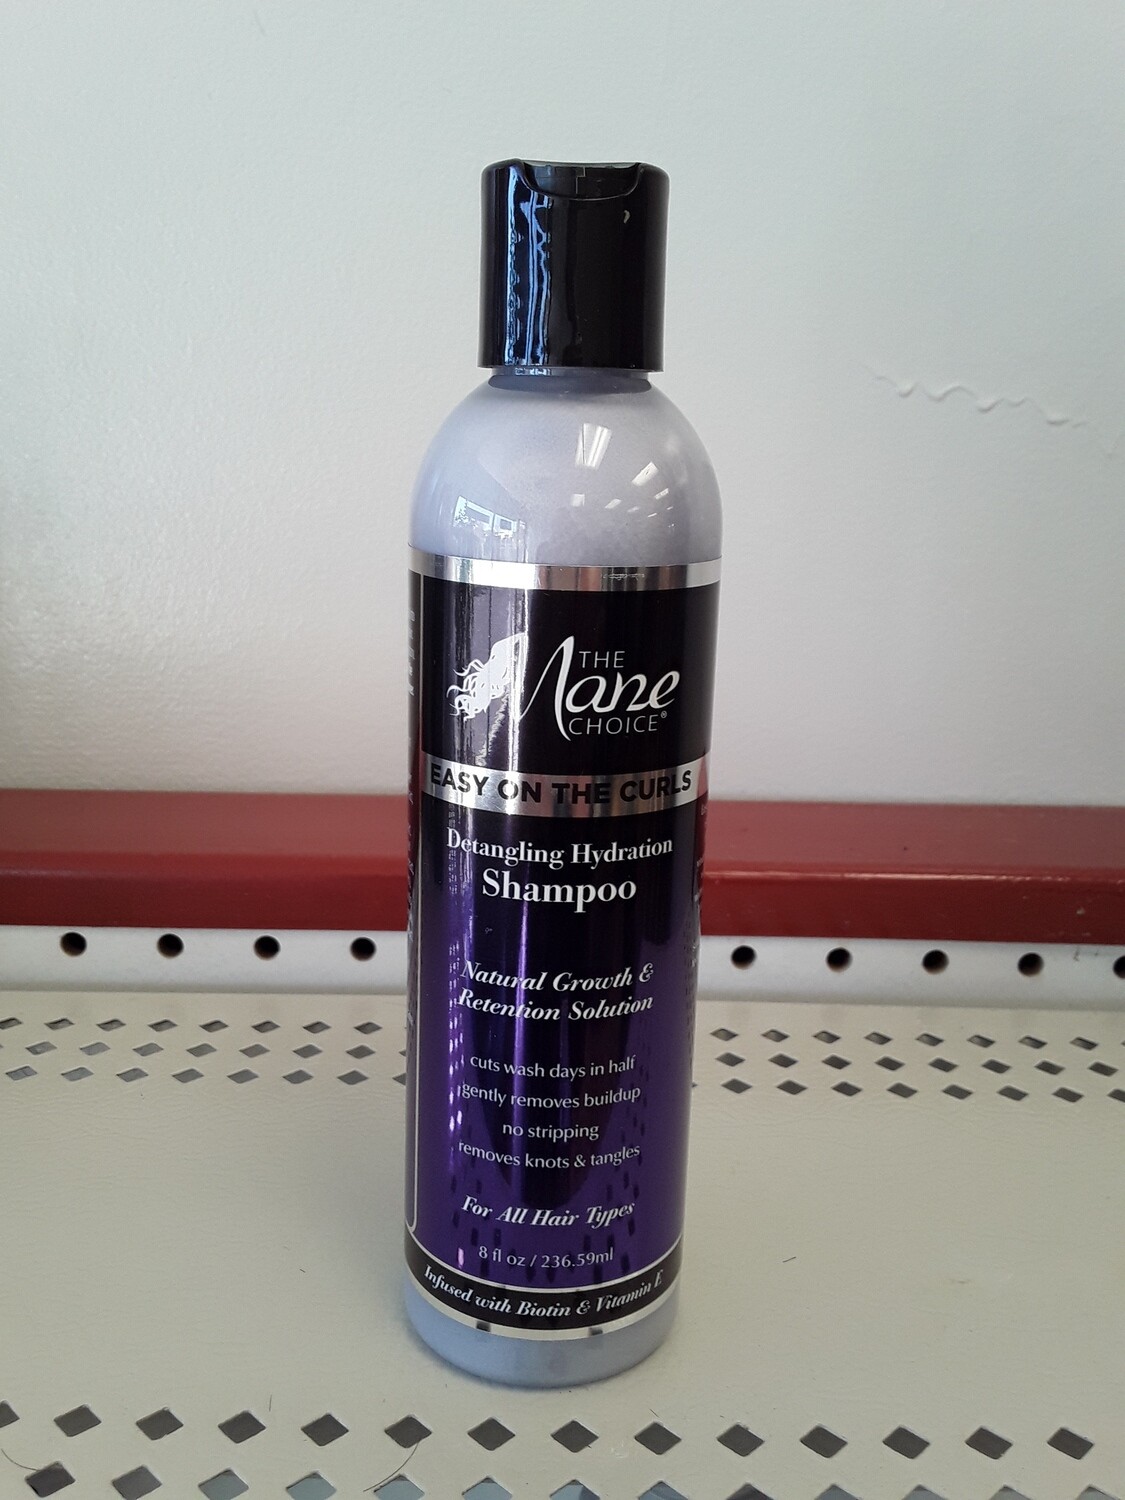 THE
Mane
CHOICE®
EASY ON THE CURLS
Detangling Hydration
Shampoo
Natural Growth &
Retention Solution
cuts wash days in half
gently removes buildup
no stripping
removes knots & tangles
For All Hair Types
8 fl oz / 236.59ml
Infused with Biotin & Vitamin E